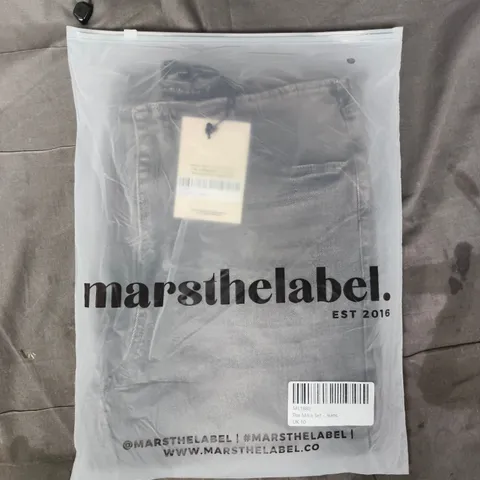 marsthelabel.
EST 2016
@MARSTHELABEL | #MARSTHELABEL |
WWW.MARSTHELABEL.CO